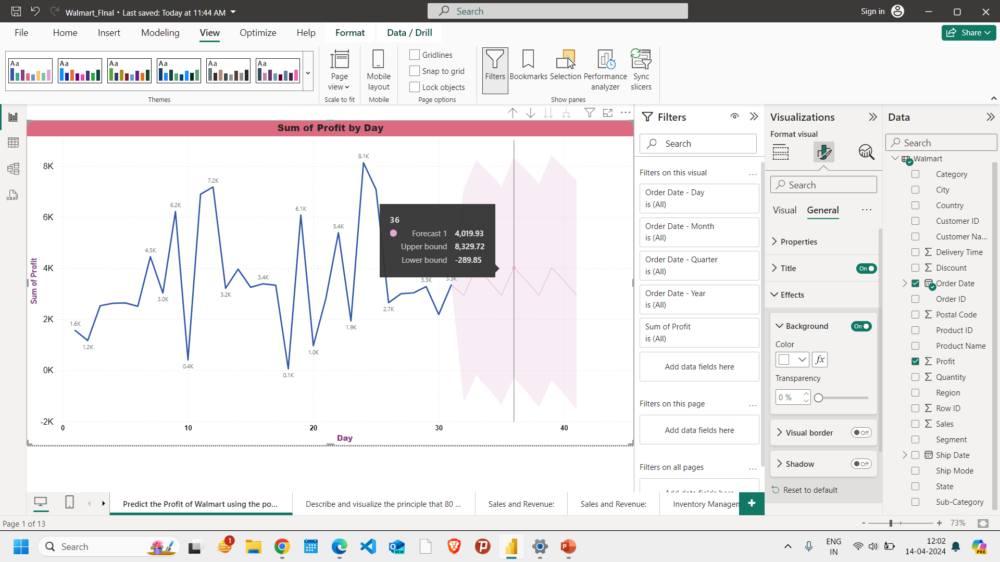 Walmart_FInal • Last saved: Today at 11:44 AM
Search
Sign in
File
Home
Insert
Modeling
View
Optimize
Help
Format
Data / Drill
Share
Aa
Aa
Aa
Aa
Aa
Aa
Themes
Page
view
Scale to fit
Mobile
layout
Mobile
Gridlines
Snap to grid
Lock objects
Page options
Filters
Bookmarks
Selection
Performance
analyzer
Sync
slicers
Show panes
Sum of Profit by Day
Sum of Profit
8K
6K
4K
2K
0K
-2K
1.6K
1.2K
4.5K
3.0K
6.2K
0.4K
7.2K
3.2K
3.4K
0.1K
6.1K
1.0K
5.4K
1.9K
8.1K
2.7K
3.3K
3.3K
36
Forecast 1 4,019.93
Upper bound 8,329.72
Lower bound -289.85
0
10
20
30
40
Day
Filters
Search
Filters on this visual
...
Order Date - Day
is (All)
Order Date - Month
is (All)
Order Date - Quarter
is (All)
Order Date - Year
is (All)
Sum of Profit
is (All)
Add data fields here
Filters on this page
...
Add data fields here
Filters on all pages
...
Visualizations
Format visual
Search
Visual
General
...
Properties
Title
On
Effects
Background
On
Color
fx
Transparency
0 %
Visual border
Off
Shadow
Off
Reset to default
Data
Search
Walmart
Category
City
Country
Customer ID
Customer Na...
Delivery Time
Discount
Order Date
Order ID
Postal Code
Product ID
Product Name
Profit
Quantity
Region
Row ID
Sales
Segment
Ship Date
Ship Mode
State
Sub-Category
DAX
Predict the Profit of Walmart using the po...
Describe and visualize the principle that 80 ...
Sales and Revenue:
Sales and Revenue:
Inventory Managen
+
Page 1 of 13
- + 73%
Search
1
NEW
ENG
IN
12:02
14-04-2024
PRE